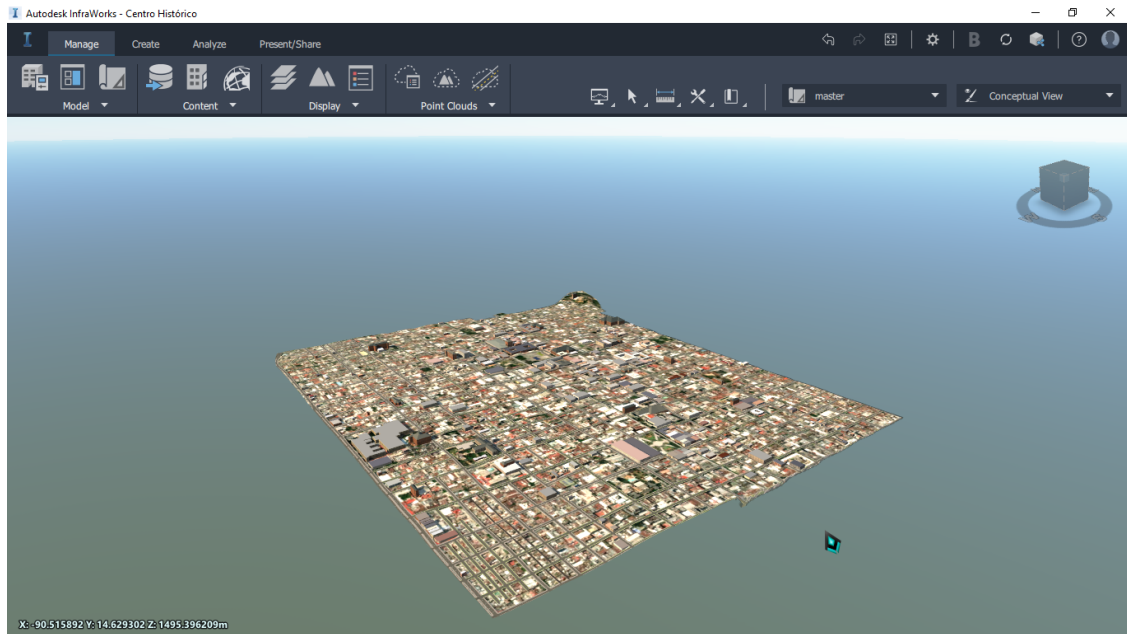 Autodesk InfraWorks - Centro Histórico
Manage Create Analyze Present/Share
Model Content Display Point Clouds
master Conceptual View
X: -90.515892 Y: 14.629302 Z: 1495.396209m